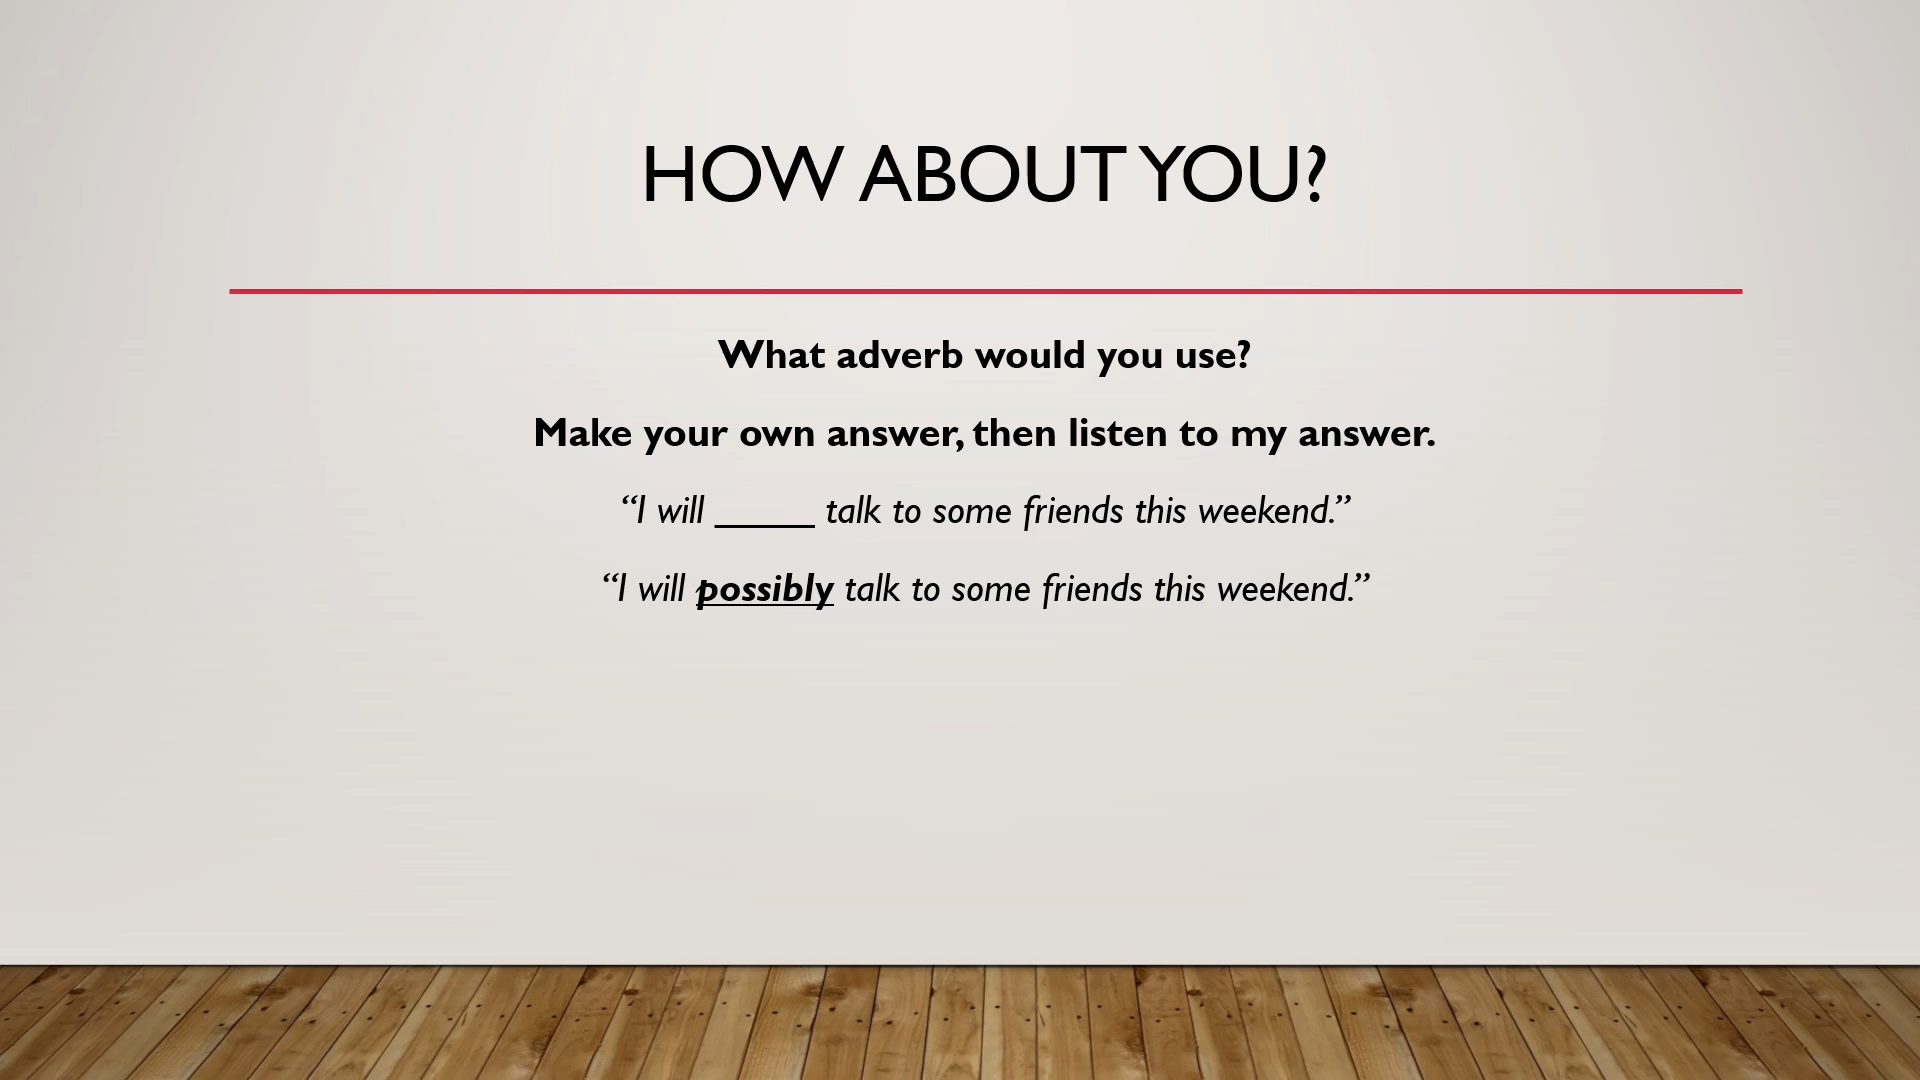 HOW ABOUT YOU?
What adverb would you use?
Make your own answer, then listen to my answer.
“I will _____ talk to some friends this weekend.”
“I will possibly talk to some friends this weekend.”